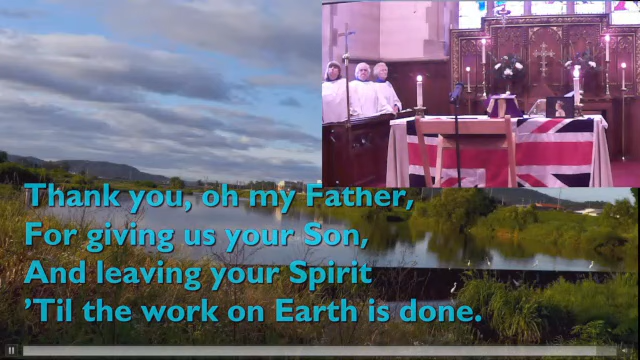 Thank you, oh my Father,
For giving us your Son,
And leaving your Spirit
’Til the work on Earth is done.